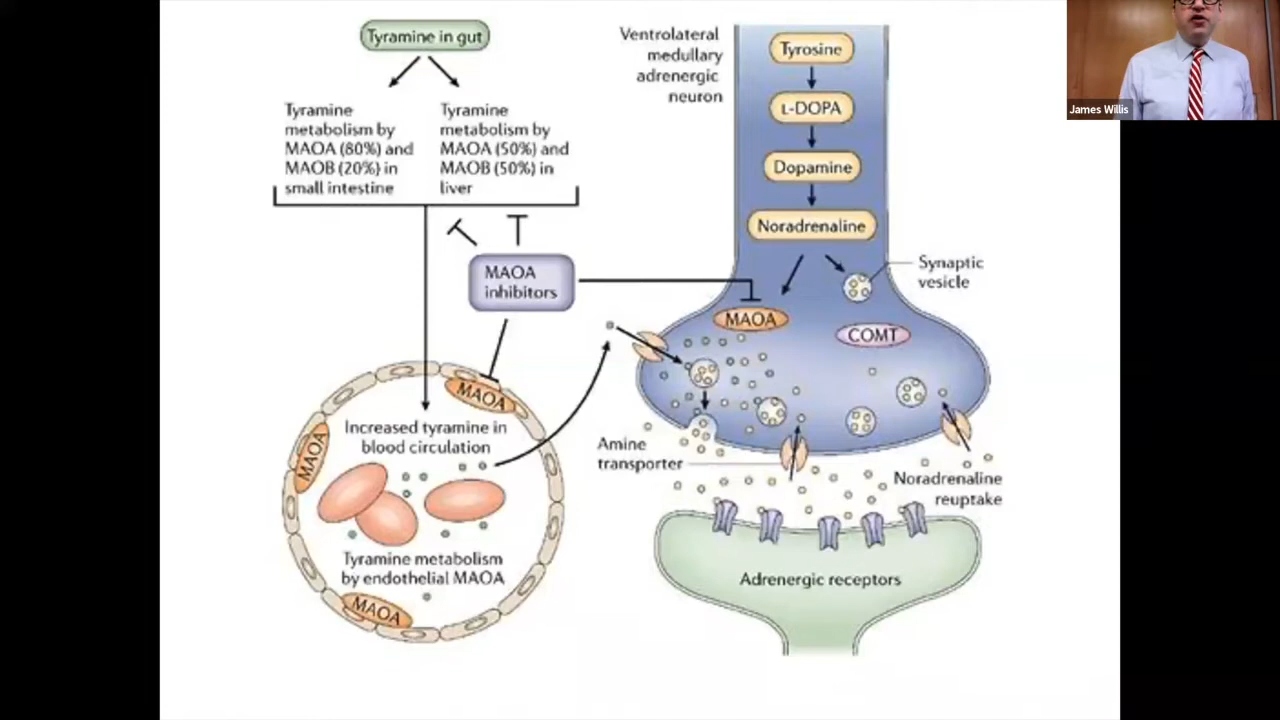 Tyramine in gut
Tyramine
metabolism by
MAOA (80%) and
MAOB (20%) in
small intestine
Tyramine
metabolism by
MAOA (50%) and
MAOB (50%) in
liver
MAOA
inhibitors
MAOA
MAOA
Increased tyramine in
blood circulation
Tyramine metabolism
by endothelial MAOA
MAOA
Ventrolateral
medullary
adrenergic
neuron
Tyrosine
L-DOPA
Dopamine
Noradrenaline
Synaptic
vesicle
MAOA
COMT
Amine
transporter
Noradrenaline
reuptake
Adrenergic receptors
James Willis